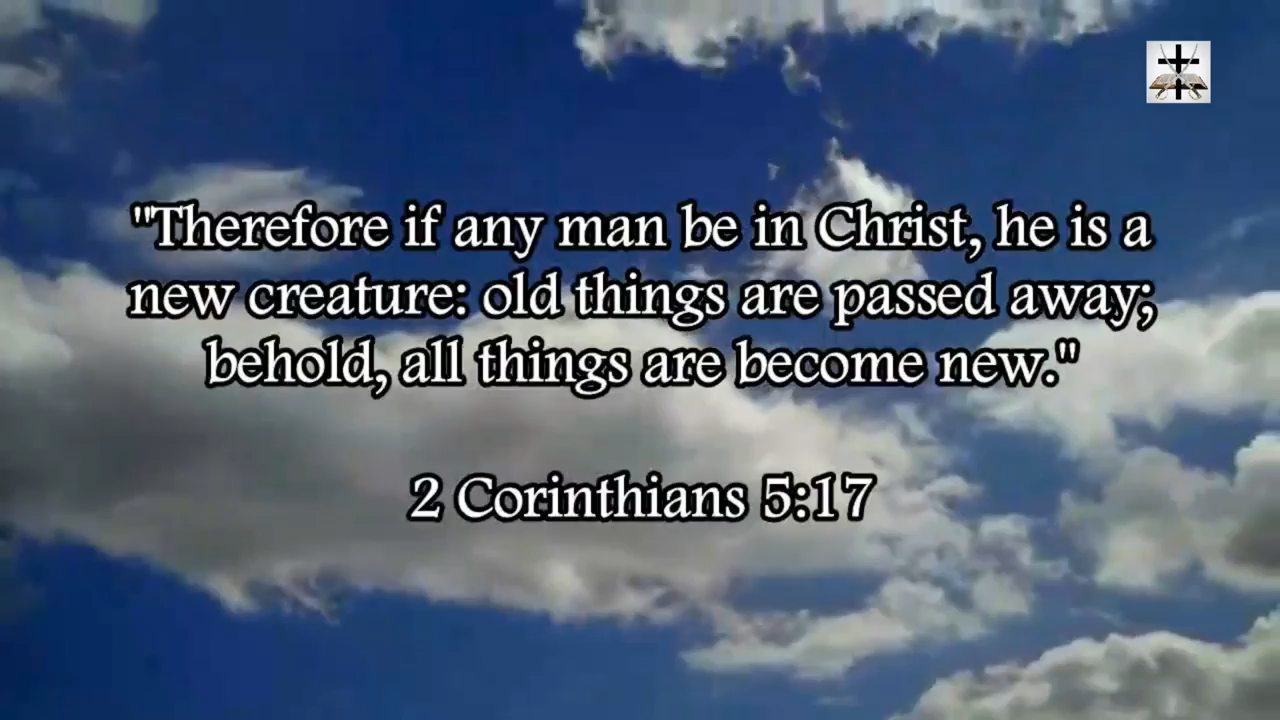 "Therefore if any man be in Christ, he is a
new creature: old things are passed away;
behold, all things are become new."
2 Corinthians 5:17